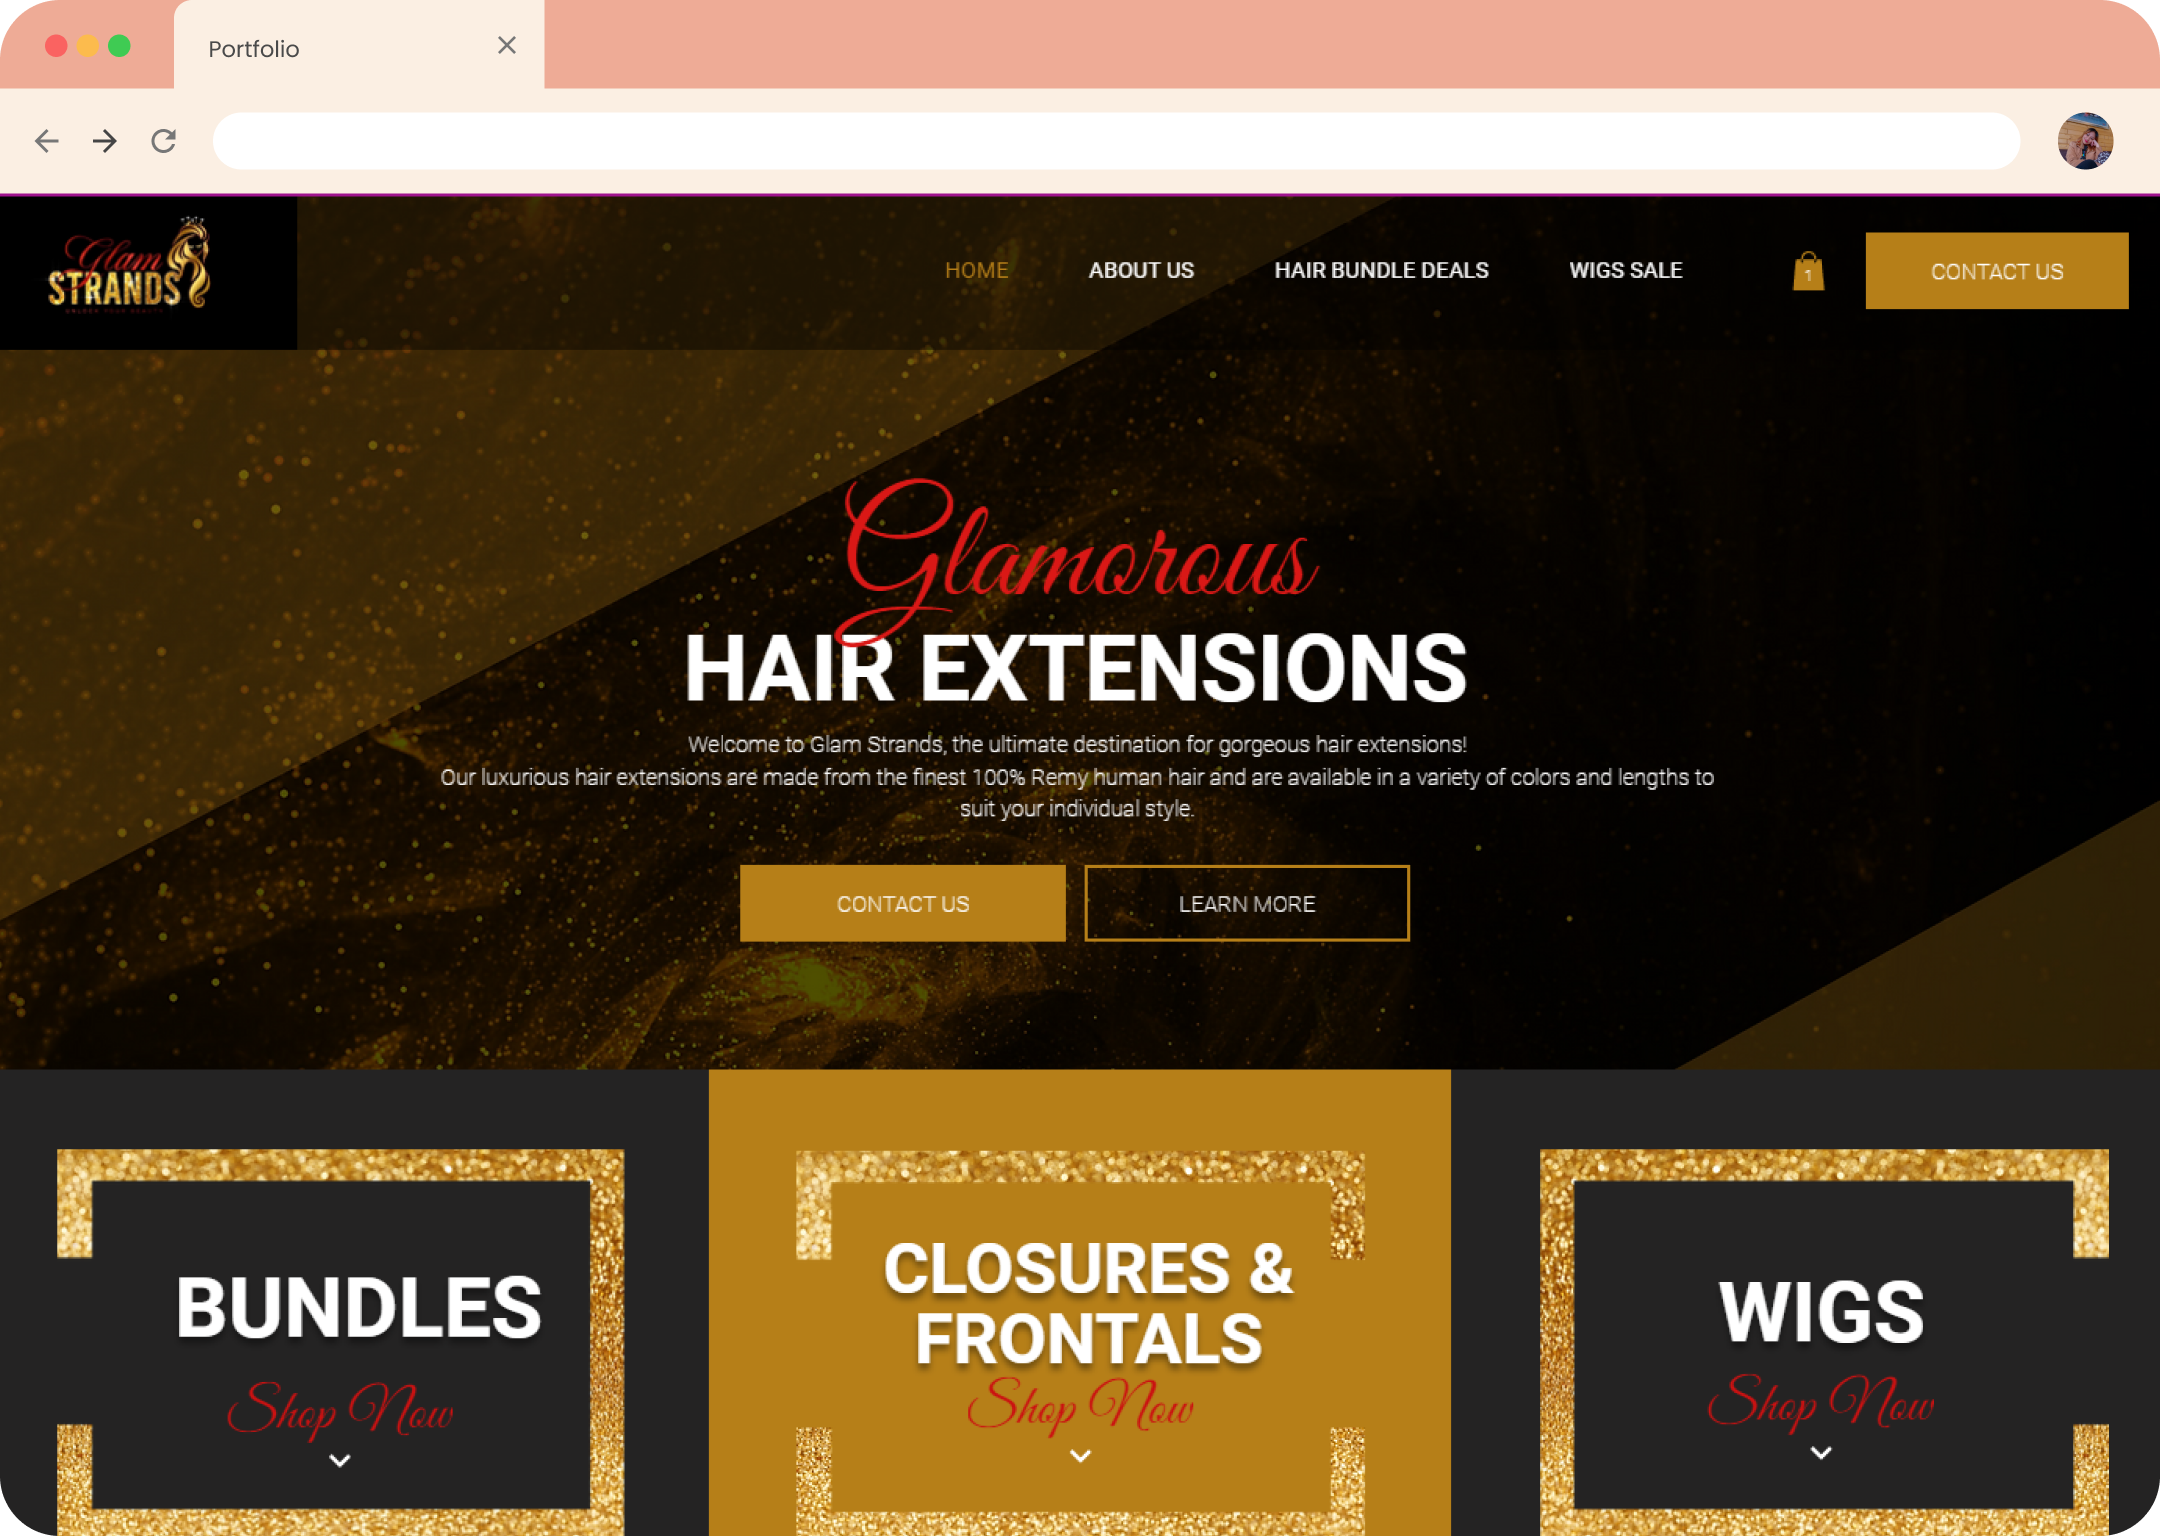 Portfolio
Glam
STRANDS
HOME
ABOUT US
HAIR BUNDLE DEALS
WIGS SALE
1
CONTACT US
Glamorous
HAIR EXTENSIONS
Welcome to Glam Strands, the ultimate destination for gorgeous hair extensions!
Our luxurious hair extensions are made from the finest 100% Remy human hair and are available in a variety of colors and lengths to
suit your individual style.
CONTACT US
LEARN MORE
BUNDLES
Shop Now
CLOSURES &
FRONTALS
Shop Now
WIGS
Shop Now